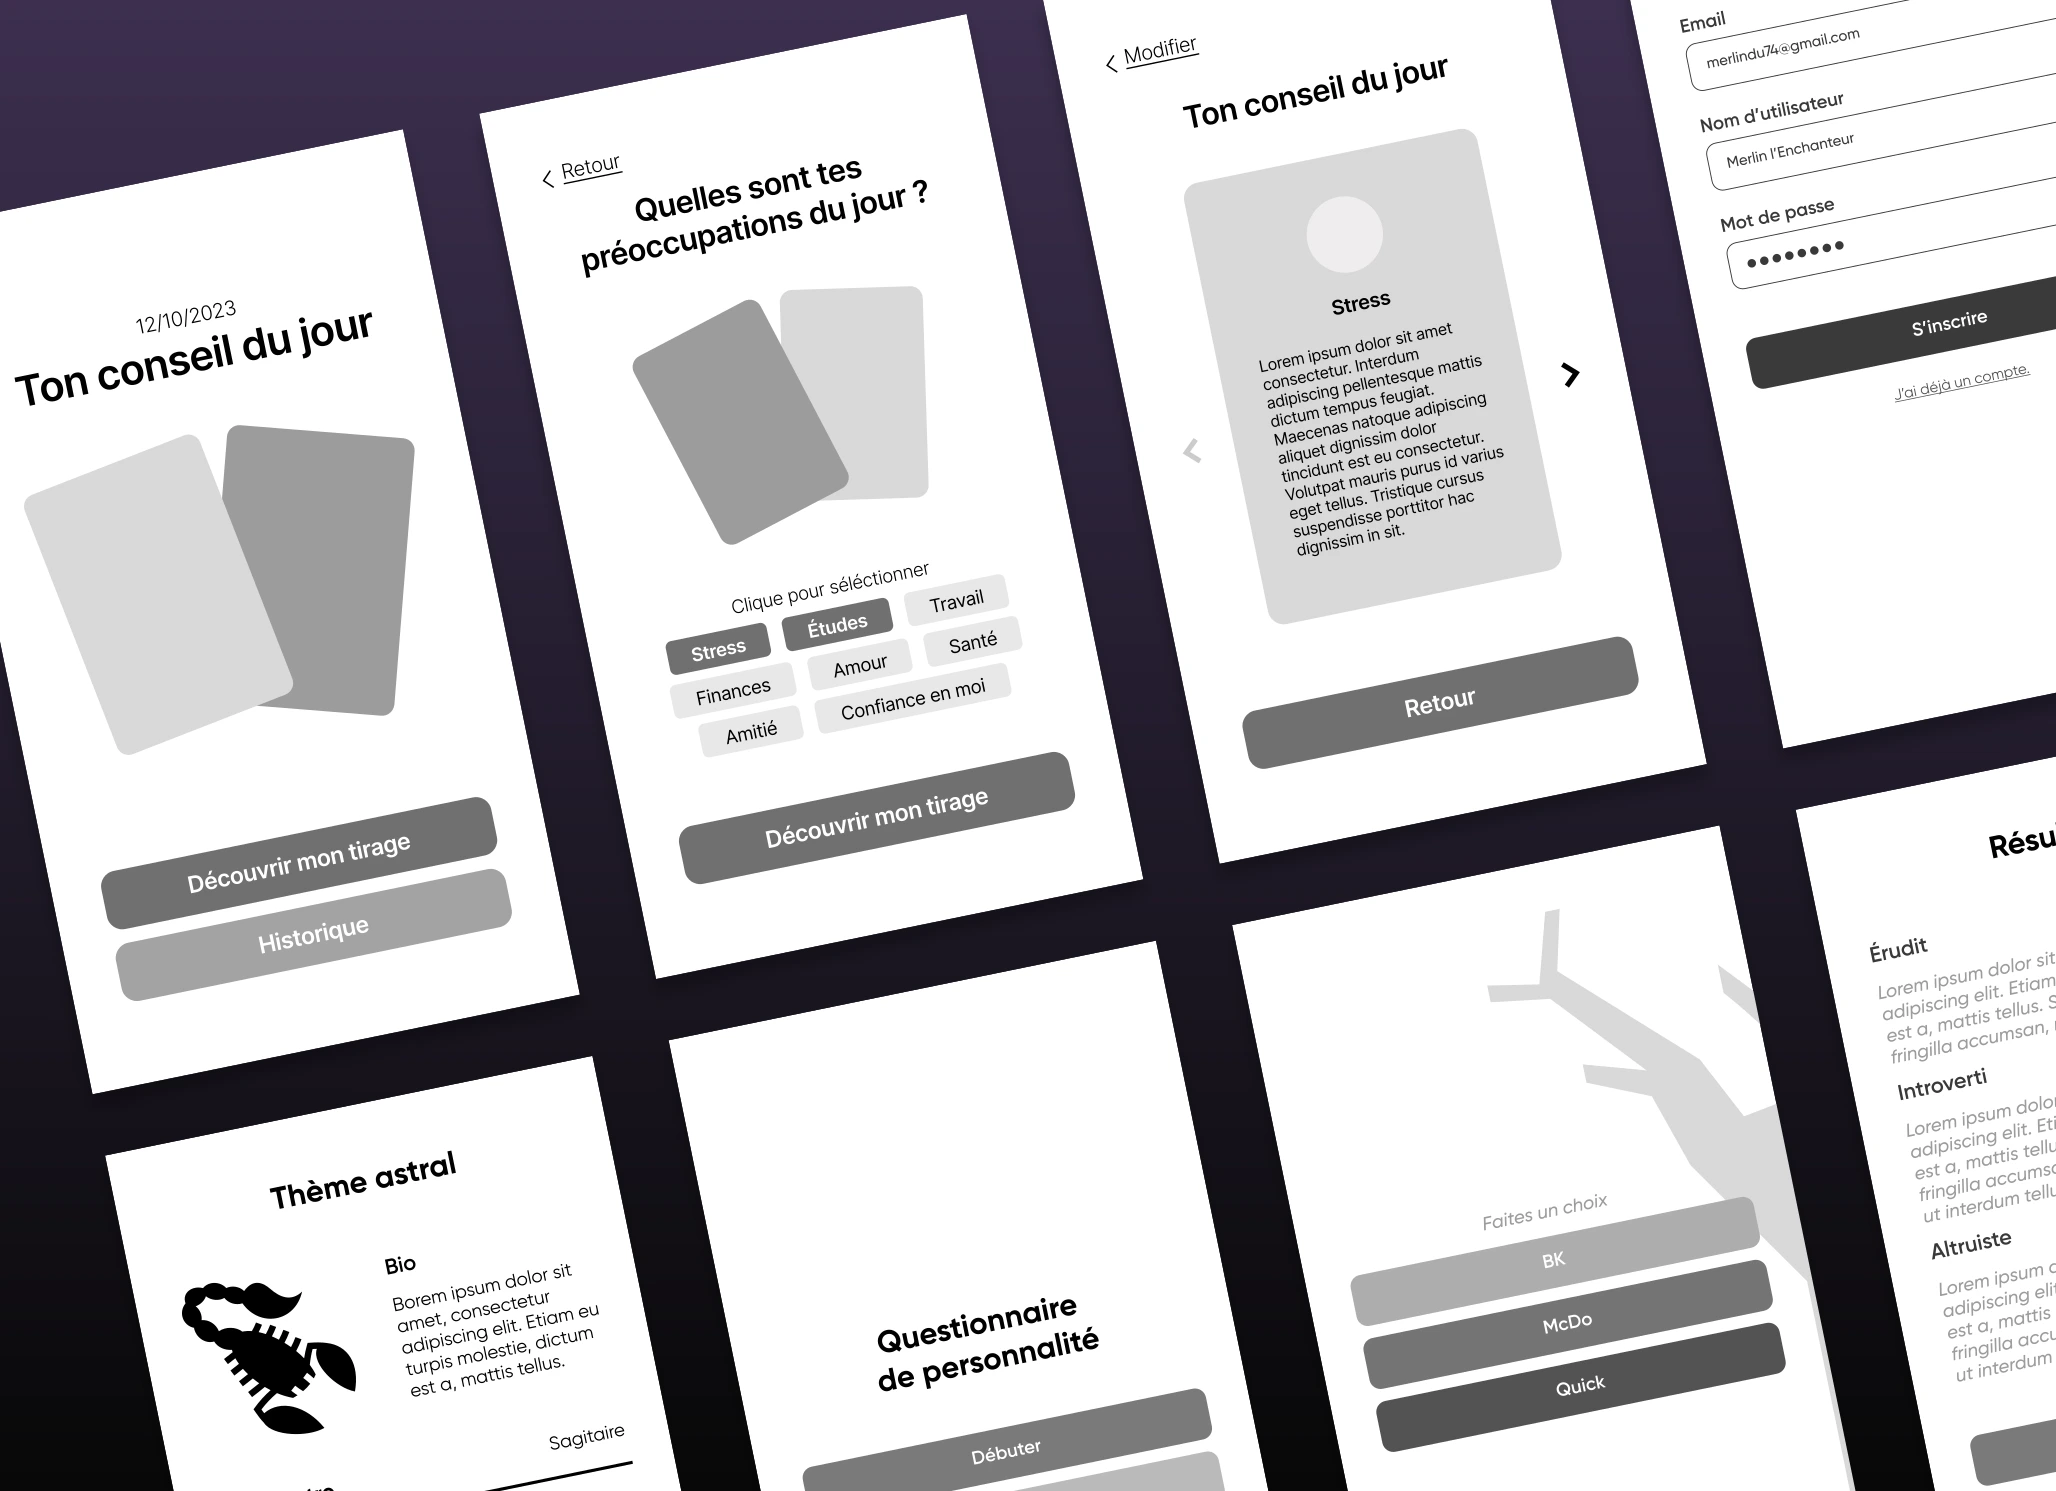 12/10/2023
Ton conseil du jour
Découvrir mon tirage
Historique
Retour
Quelles sont tes
préoccupations du jour ?
Clique pour séléctionner
Stress
Études
Travail
Finances
Amour
Santé
Amitié
Confiance en moi
Découvrir mon tirage
Modifier
Ton conseil du jour
Stress
Lorem ipsum dolor sit amet
consectetur. Interdum
adipiscing pellentesque mattis
dictum tempus feugiat.
Maecenas natoque adipiscing
aliquet dignissim dolor
tincidunt est eu consectetur.
Volutpat mauris purus id varius
eget tellus. Tristique cursus
suspendisse porttitor hac
dignissim in sit.
Retour
Email
merlindu74@gmail.com
Nom d'utilisateur
Merlin l'Enchanteur
Mot de passe
S'inscrire
J'ai déjà un compte.
Thème astral
Bio
Borem ipsum dolor sit
amet, consectetur
adipiscing elit. Etiam eu
turpis molestie, dictum
est a, mattis tellus.
Sagitaire
Questionnaire
de personnalité
Débuter
Faites un choix
BK
McDo
Quick
Résu
Érudit
Lorem ipsum dolor sit
adipiscing elit. Etiam
est a, mattis tellus. S
fringilla accumsan,
Introverti
Lorem ipsum dolor
adipiscing elit. Eti
est a, mattis tellu
fringilla accumsa
ut interdum tellu
Altruiste
Lorem ipsum
adipiscing elit
est a, mattis
fringilla accu
ut interdum